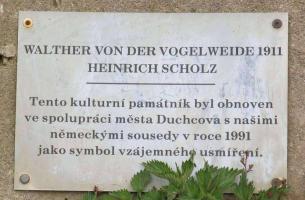 WALTHER VON DER VOGELWEIDE 1911
HEINRICH SCHOLZ
Tento kulturní památník byl obnoven
ve spolupráci města Duchcova s našimi
německými sousedy v roce 1991
jako symbol vzájemného usmíření.